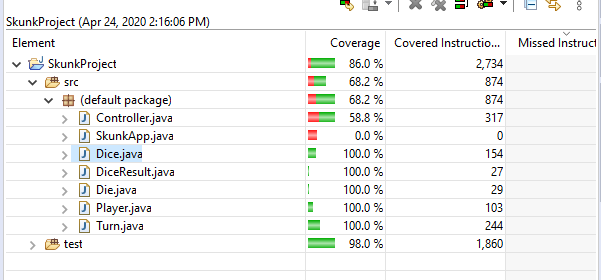 SkunkProject (Apr 24, 2020 2:16:06 PM)
Element Coverage Covered Instructio... Missed Instruct
SkunkProject 86.0 % 2,734
src 68.2 % 874
(default package) 68.2 % 874
Controller.java 58.8 % 317
SkunkApp.java 0.0 % 0
Dice.java 100.0 % 154
DiceResult.java 100.0 % 27
Die.java 100.0 % 29
Player.java 100.0 % 103
Turn.java 100.0 % 244
test 98.0 % 1,860